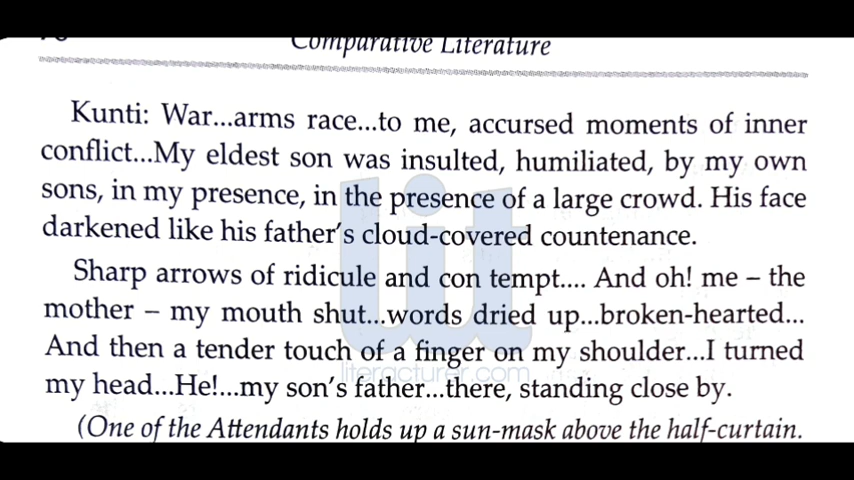 Comparative Literature
Kunti: War...arms race...to me, accursed moments of inner
conflict...My eldest son was insulted, humiliated, by my own
sons, in my presence, in the presence of a large crowd. His face
darkened like his father's cloud-covered countenance.
Sharp arrows of ridicule and con tempt.... And oh! me – the
mother – my mouth shut...words dried up...broken-hearted...
And then a tender touch of a finger on my shoulder...I turned
my head...He!...my son's father...there, standing close by.
(One of the Attendants holds up a sun-mask above the half-curtain.
lit
literacturer.com